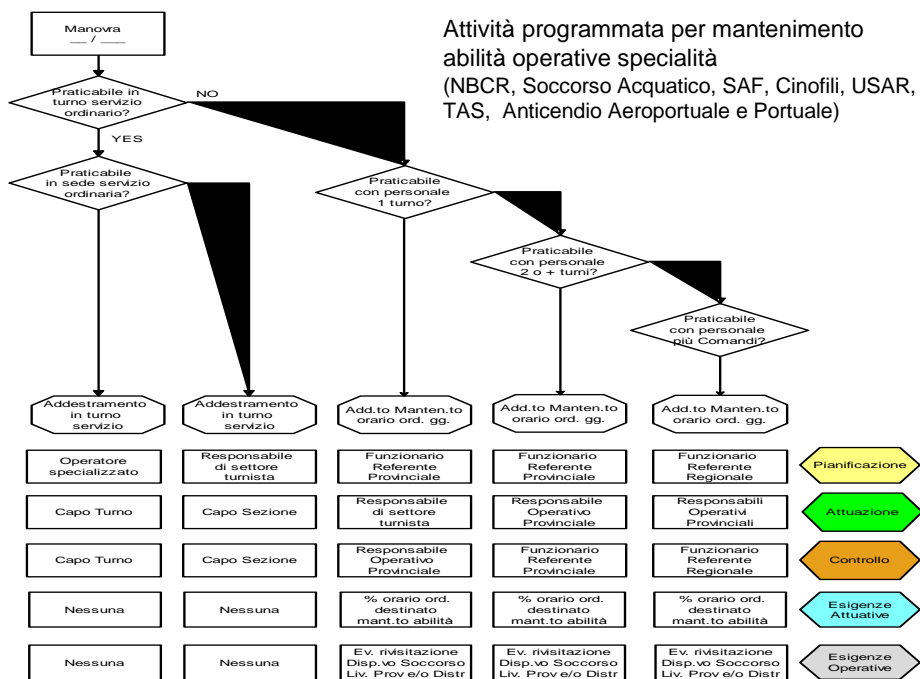 Attività programmata per mantenimento
abilità operative specialità
(NBCR, Soccorso Acquatico, SAF, Cinofili, USAR,
TAS, Anticendio Aeroportuale e Portuale)
Manovra
__ / ___
Praticabile in
turno servizio
ordinario?
NO
YES
Praticabile
in sede servizio
ordinaria?
Praticabile
con personale
1 turno?
Praticabile
con personale
2 o + turni?
Praticabile
con personale
più Comandi?
Addestramento
in turno
servizio
Addestramento
in turno
servizio
Add.to Manten.to
orario ord. gg.
Add.to Manten.to
orario ord. gg.
Add.to Manten.to
orario ord. gg.
Operatore
specializzato
Responsabile
di settore
turnista
Funzionario
Referente
Provinciale
Funzionario
Referente
Provinciale
Funzionario
Referente
Regionale
Pianificazione
Capo Turno
Capo Sezione
Responsabile
di settore
turnista
Responsabile
Operativo
Provinciale
Responsabili
Operativi
Provinciali
Attuazione
Capo Turno
Capo Sezione
Responsabile
Operativo
Provinciale
Funzionario
Referente
Provinciale
Funzionario
Referente
Regionale
Controllo
Nessuna
Nessuna
% orario ord.
destinato
mant.to abilità
% orario ord.
destinato
mant.to abilità
% orario ord.
destinato
mant.to abilità
Esigenze
Attuative
Nessuna
Nessuna
Ev. rivisitazione
Disp.vo Soccorso
Liv. Prov e/o Distr
Ev. rivisitazione
Disp.vo Soccorso
Liv. Prov e/o Distr
Ev. rivisitazione
Disp.vo Soccorso
Liv. Prov e/o Distr
Esigenze
Operative